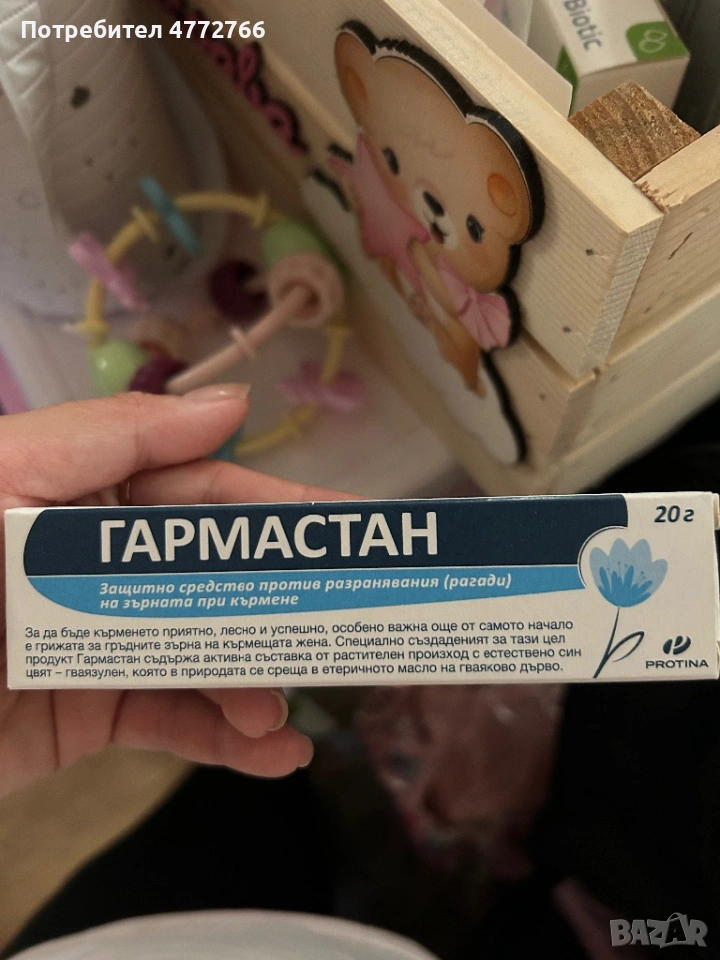 Потребител 4772766
Biotic
ГАРМАСТАН
20 г
Защитно средство против разранявания (рагади)
на зърната при кърмене
За да бъде кърменето приятно, лесно и успешно, особено важна още от самото начало
е грижата за гръдните зърна на кърмещата жена. Специално създаденият за тази цел
продукт Гармастан съдържа активна съставка от растителен произход с естествено син
цвят – гваязулен, която в природата се среща в етеричното масло на гваяково дърво.
PROTINA
BAZAR